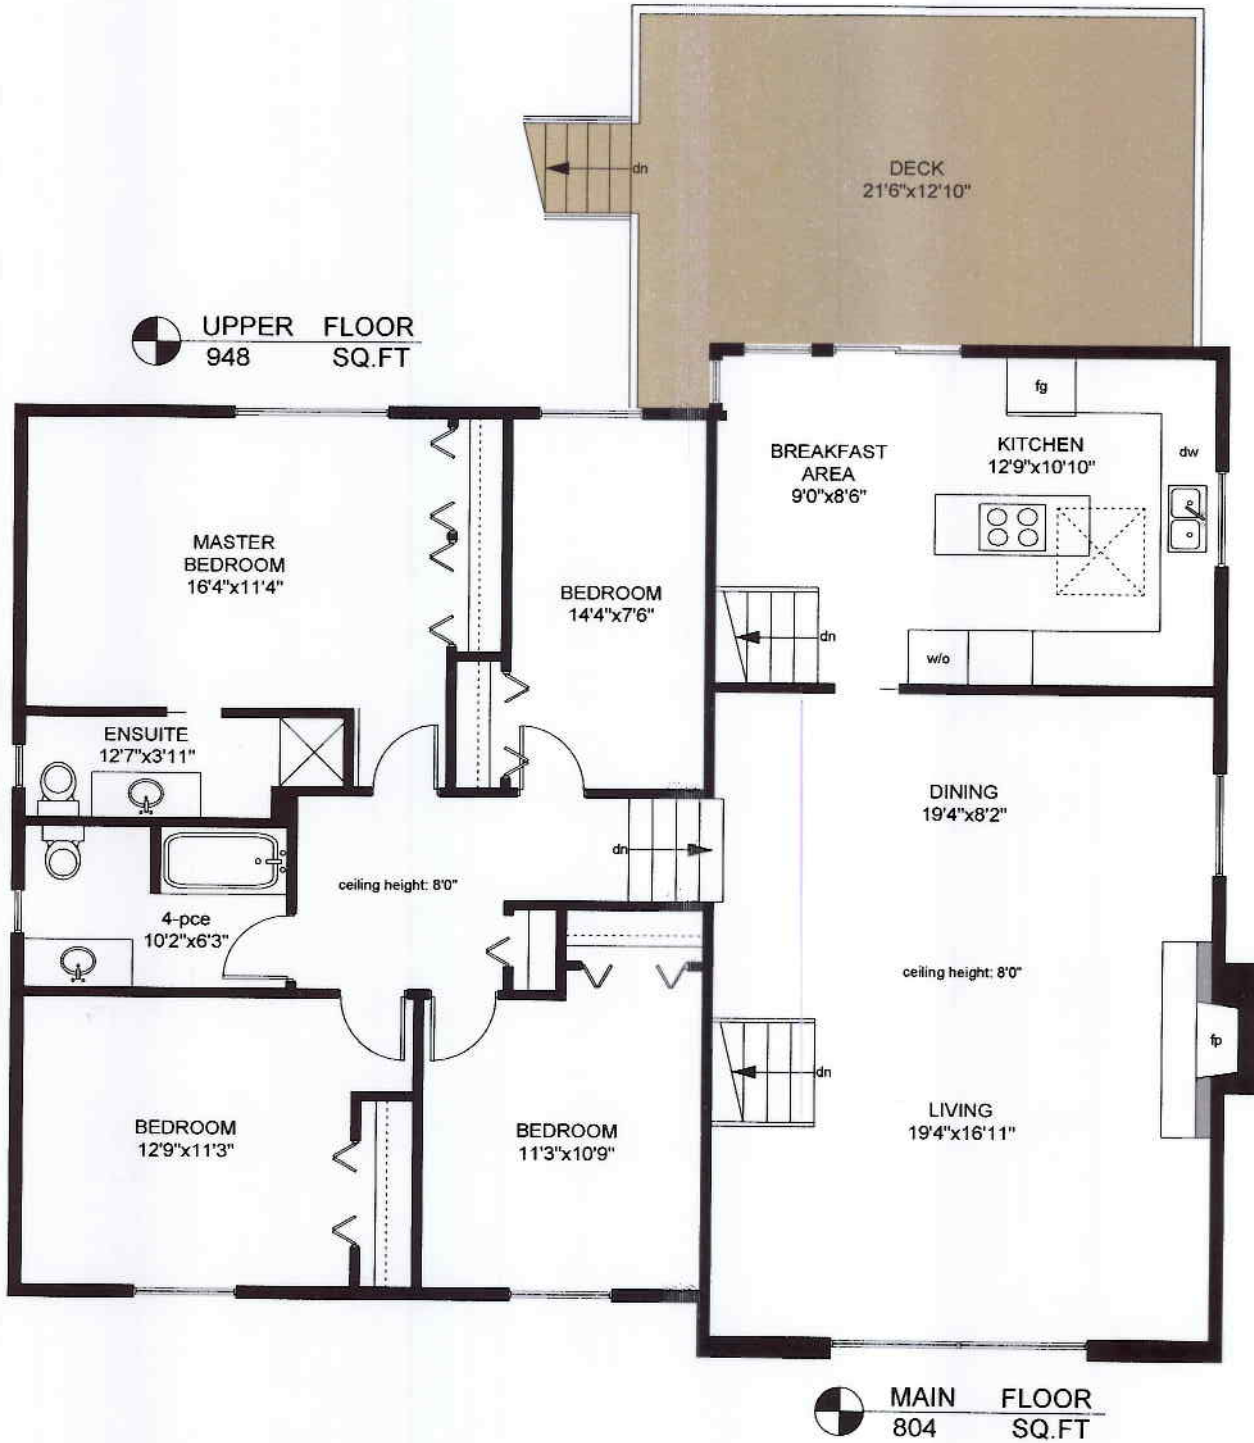 DECK
21'6"x12'10"
dn
UPPER FLOOR
948 SQ.FT
fg
BREAKFAST
AREA
9'0"x8'6"
KITCHEN
12'9"x10'10"
dw
MASTER
BEDROOM
16'4"x11'4"
BEDROOM
14'4"x7'6"
dn
w/o
ENSUITE
12'7"x3'11"
DINING
19'4"x8'2"
dn
ceiling height: 8'0"
4-pce
10'2"x6'3"
ceiling height: 8'0"
fp
dn
BEDROOM
12'9"x11'3"
BEDROOM
11'3"x10'9"
LIVING
19'4"x16'11"
MAIN FLOOR
804 SQ.FT